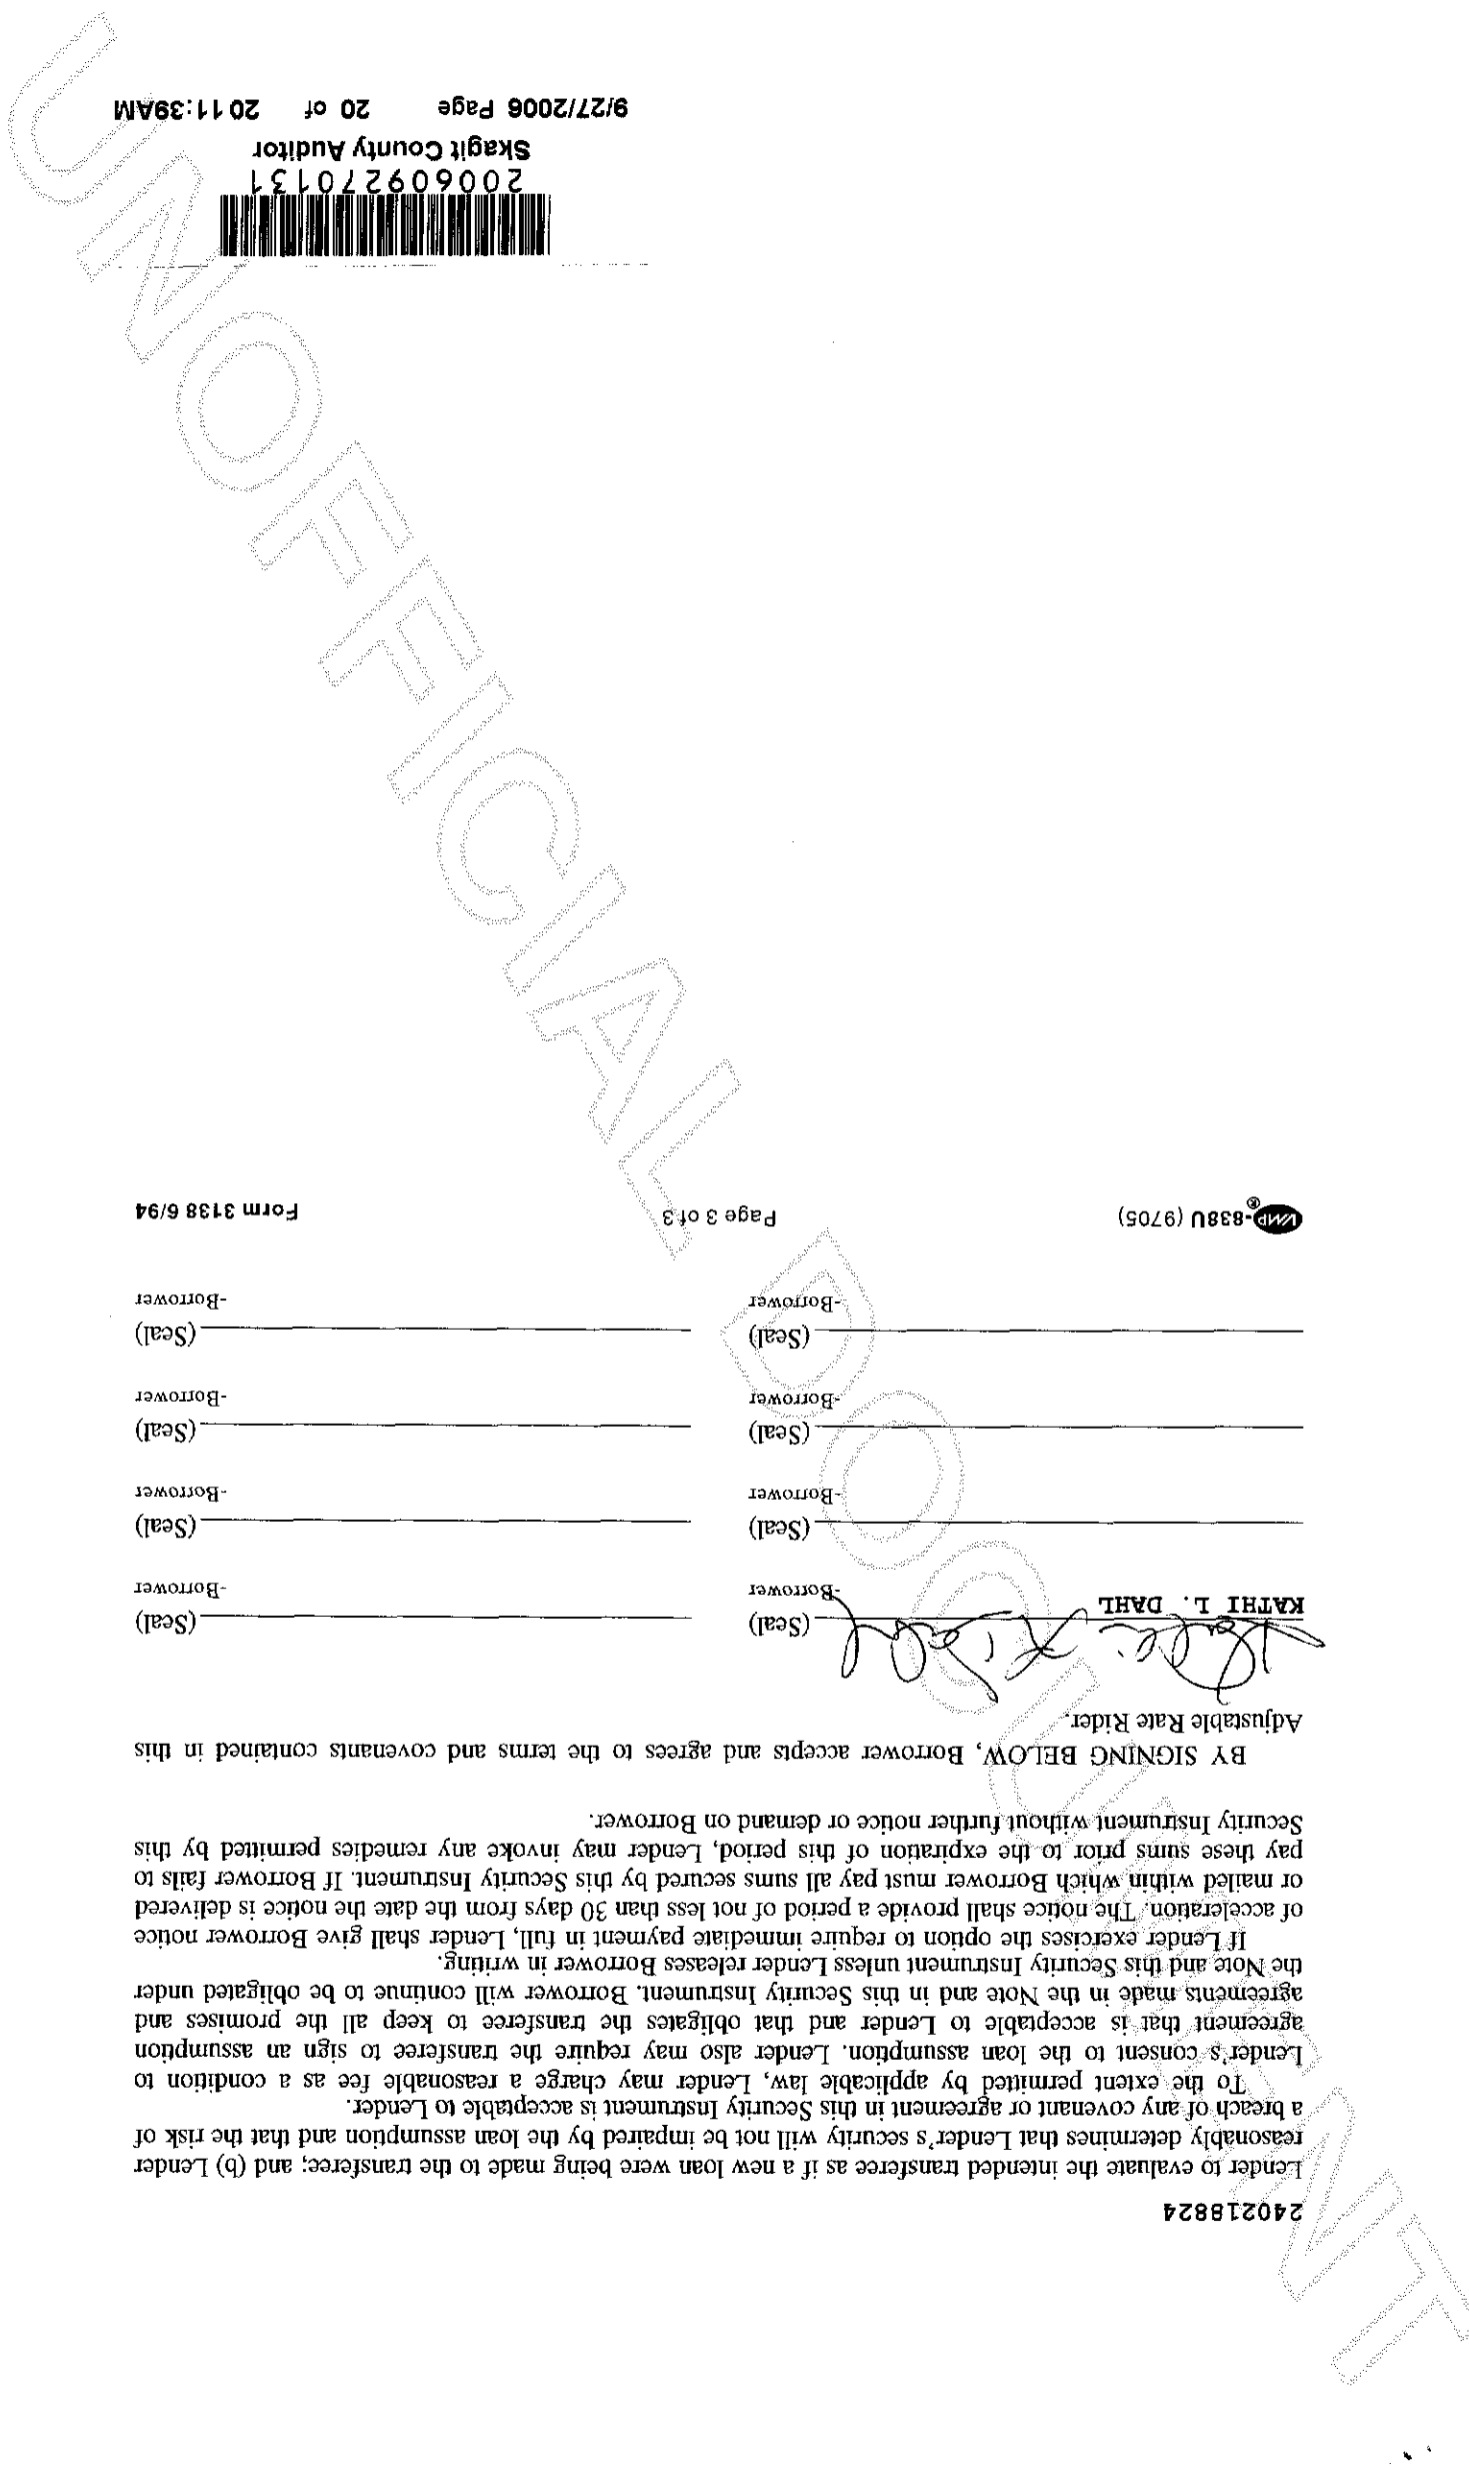 240218824
Lender to evaluate the intended transferee as if a new loan were being made to the transferee; and (b) Lender
reasonably determines that Lender's security will not be impaired by the loan assumption and that the risk of
a breach of any covenant or agreement in this Security Instrument is acceptable to Lender.
To the extent permitted by applicable law, Lender may charge a reasonable fee as a condition to
Lender's consent to the loan assumption. Lender also may require the transferee to sign an assumption
agreement that is acceptable to Lender and that obligates the transferee to keep all the promises and
agreements made in the Note and in this Security Instrument. Borrower will continue to be obligated under
the Note and this Security Instrument unless Lender releases Borrower in writing.
If Lender exercises the option to require immediate payment in full, Lender shall give Borrower notice
of acceleration. The notice shall provide a period of not less than 30 days from the date the notice is delivered
or mailed within which Borrower must pay all sums secured by this Security Instrument. If Borrower fails to
pay these sums prior to the expiration of this period, Lender may invoke any remedies permitted by this
Security Instrument without further notice or demand on Borrower.
BY SIGNING BELOW, Borrower accepts and agrees to the terms and covenants contained in this
Adjustable Rate Rider.
(Seal) (Seal)
KATHI L. DAHL -Borrower -Borrower
(Seal) (Seal)
-Borrower -Borrower
(Seal) (Seal)
-Borrower -Borrower
(Seal) (Seal)
-Borrower -Borrower
VMP-838U (9705) Page 3 of 3 Form 3138 6/94
®
200609270131
Skagit County Auditor
9/27/2006 Page 20 of 20 11:39AM
UNOFFICIAL DOCUMENT